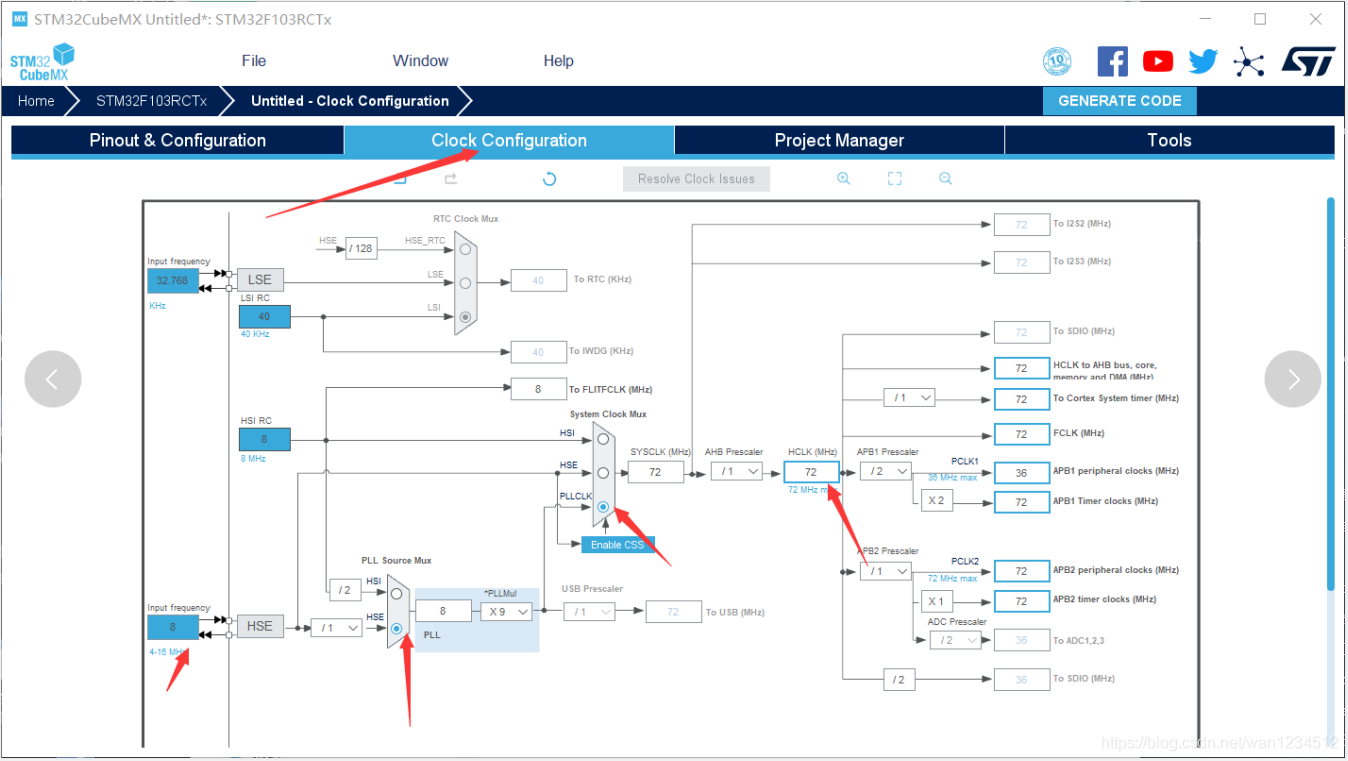 MX STM32CubeMX Untitled*: STM32F103RCTx
STM32
CubeMX
File
Window
Help
10
ST
Home
STM32F103RCTx
Untitled - Clock Configuration
GENERATE CODE
Pinout & Configuration
Clock Configuration
Project Manager
Tools
Resolve Clock Issues
RTC Clock Mux
HSE
/ 128
HSE_RTC
72
To I2S2 (MHz)
72
To I2S3 (MHz)
Input frequency
32.768
KHz
LSE
LSE
40
To RTC (KHz)
LSI RC
40
40 KHz
LSI
40
To IWDG (KHz)
72
To SDIO (MHz)
8
To FLITFCLK (MHz)
72
HCLK to AHB bus, core,
memory and DMA (MHz)
/ 1
72
To Cortex System timer (MHz)
System Clock Mux
HSI RC
8
8 MHz
HSI
72
FCLK (MHz)
HSE
SYSCLK (MHz)
72
AHB Prescaler
/ 1
HCLK (MHz)
72
72 MHz max
APB1 Prescaler
/ 2
PCLK1
36 MHz max
36
APB1 peripheral clocks (MHz)
PLLCLK
X 2
72
APB1 Timer clocks (MHz)
Enable CSS
PLL Source Mux
APB2 Prescaler
/ 1
PCLK2
72 MHz max
72
APB2 peripheral clocks (MHz)
/ 2
HSI
*PLLMul
USB Prescaler
X 1
72
APB2 timer clocks (MHz)
Input frequency
8
4-16 MHz
HSE
/ 1
HSE
8
X 9
PLL
/ 1
72
To USB (MHz)
ADC Prescaler
/ 2
36
To ADC1,2,3
/ 2
36
To SDIO (MHz)
https://blog.csdn.net/wan1234512